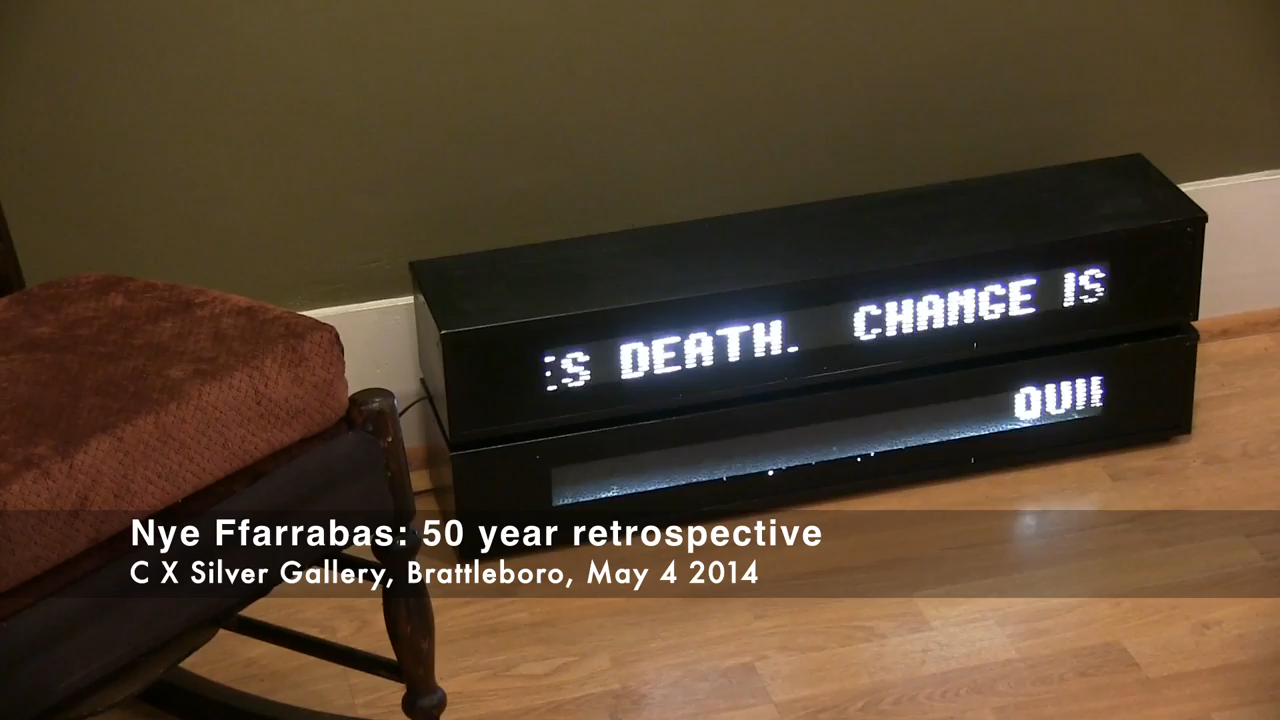 DEATH. CHANGE IS
Nye Ffarrabas: 50 year retrospective
C X Silver Gallery, Brattleboro, May 4 2014